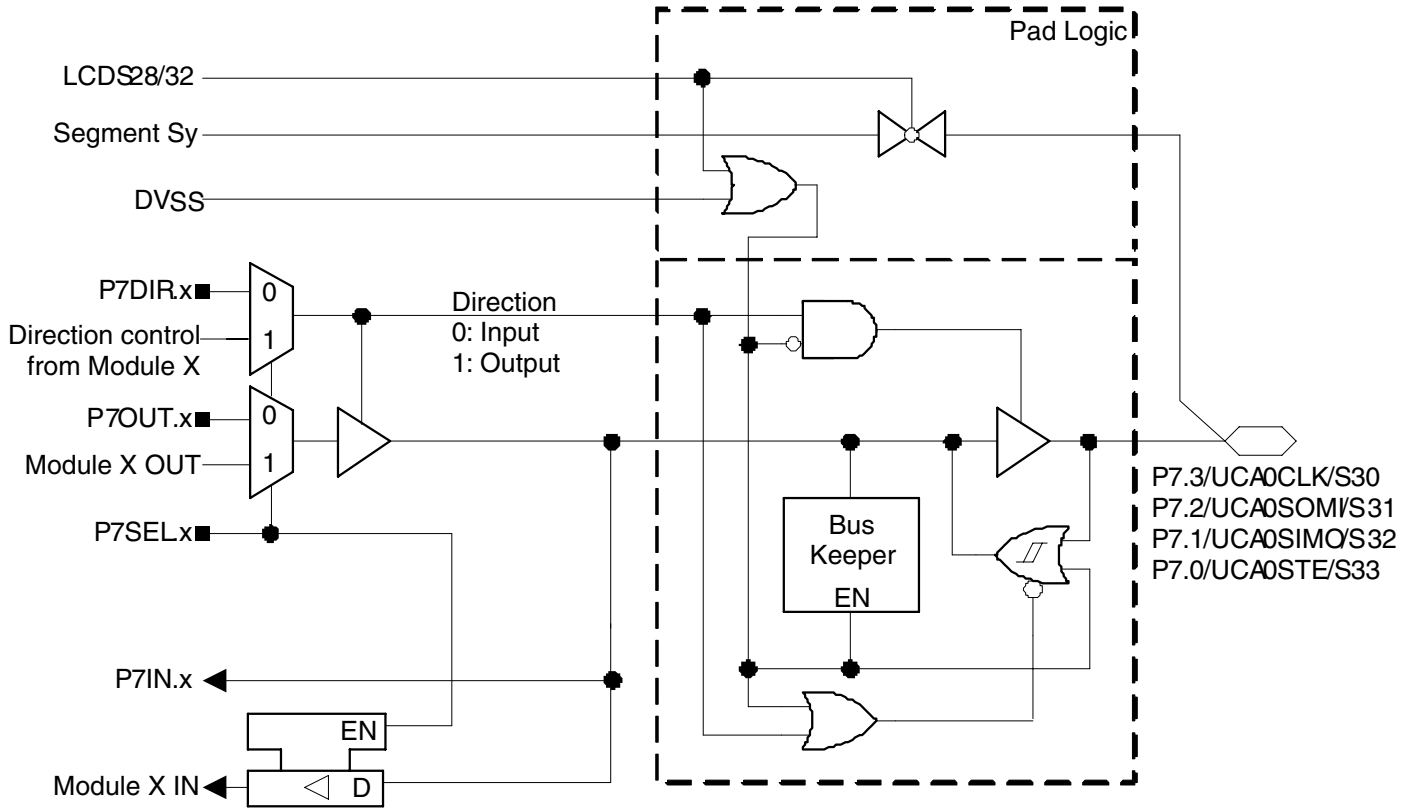 Pad Logic
LCDS28/32
Segment Sy
DVSS
P7DIR.x
0
Direction control
from Module X
1
Direction
0: Input
1: Output
P7OUT.x
0
Module X OUT
1
P7SEL.x
P7.3/UCA0CLK/S30
P7.2/UCA0SOMI/S31
P7.1/UCA0SIMO/S32
P7.0/UCA0STE/S33
Bus
Keeper
EN
P7IN.x
EN
Module X IN
D